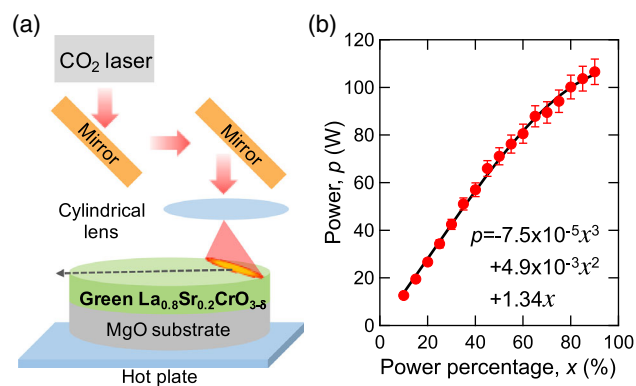 (a)
CO₂ laser
Mirror
Mirror
Cylindrical
lens
Green La₀.₈Sr₀.₂CrO₃₋δ
MgO substrate
Hot plate
(b)
Power, p (W)
120
100
80
60
40
20
0
p=-7.5x10⁻⁵x³
+4.9x10⁻³x²
+1.34x
0 20 40 60 80 100
Power percentage, x (%)